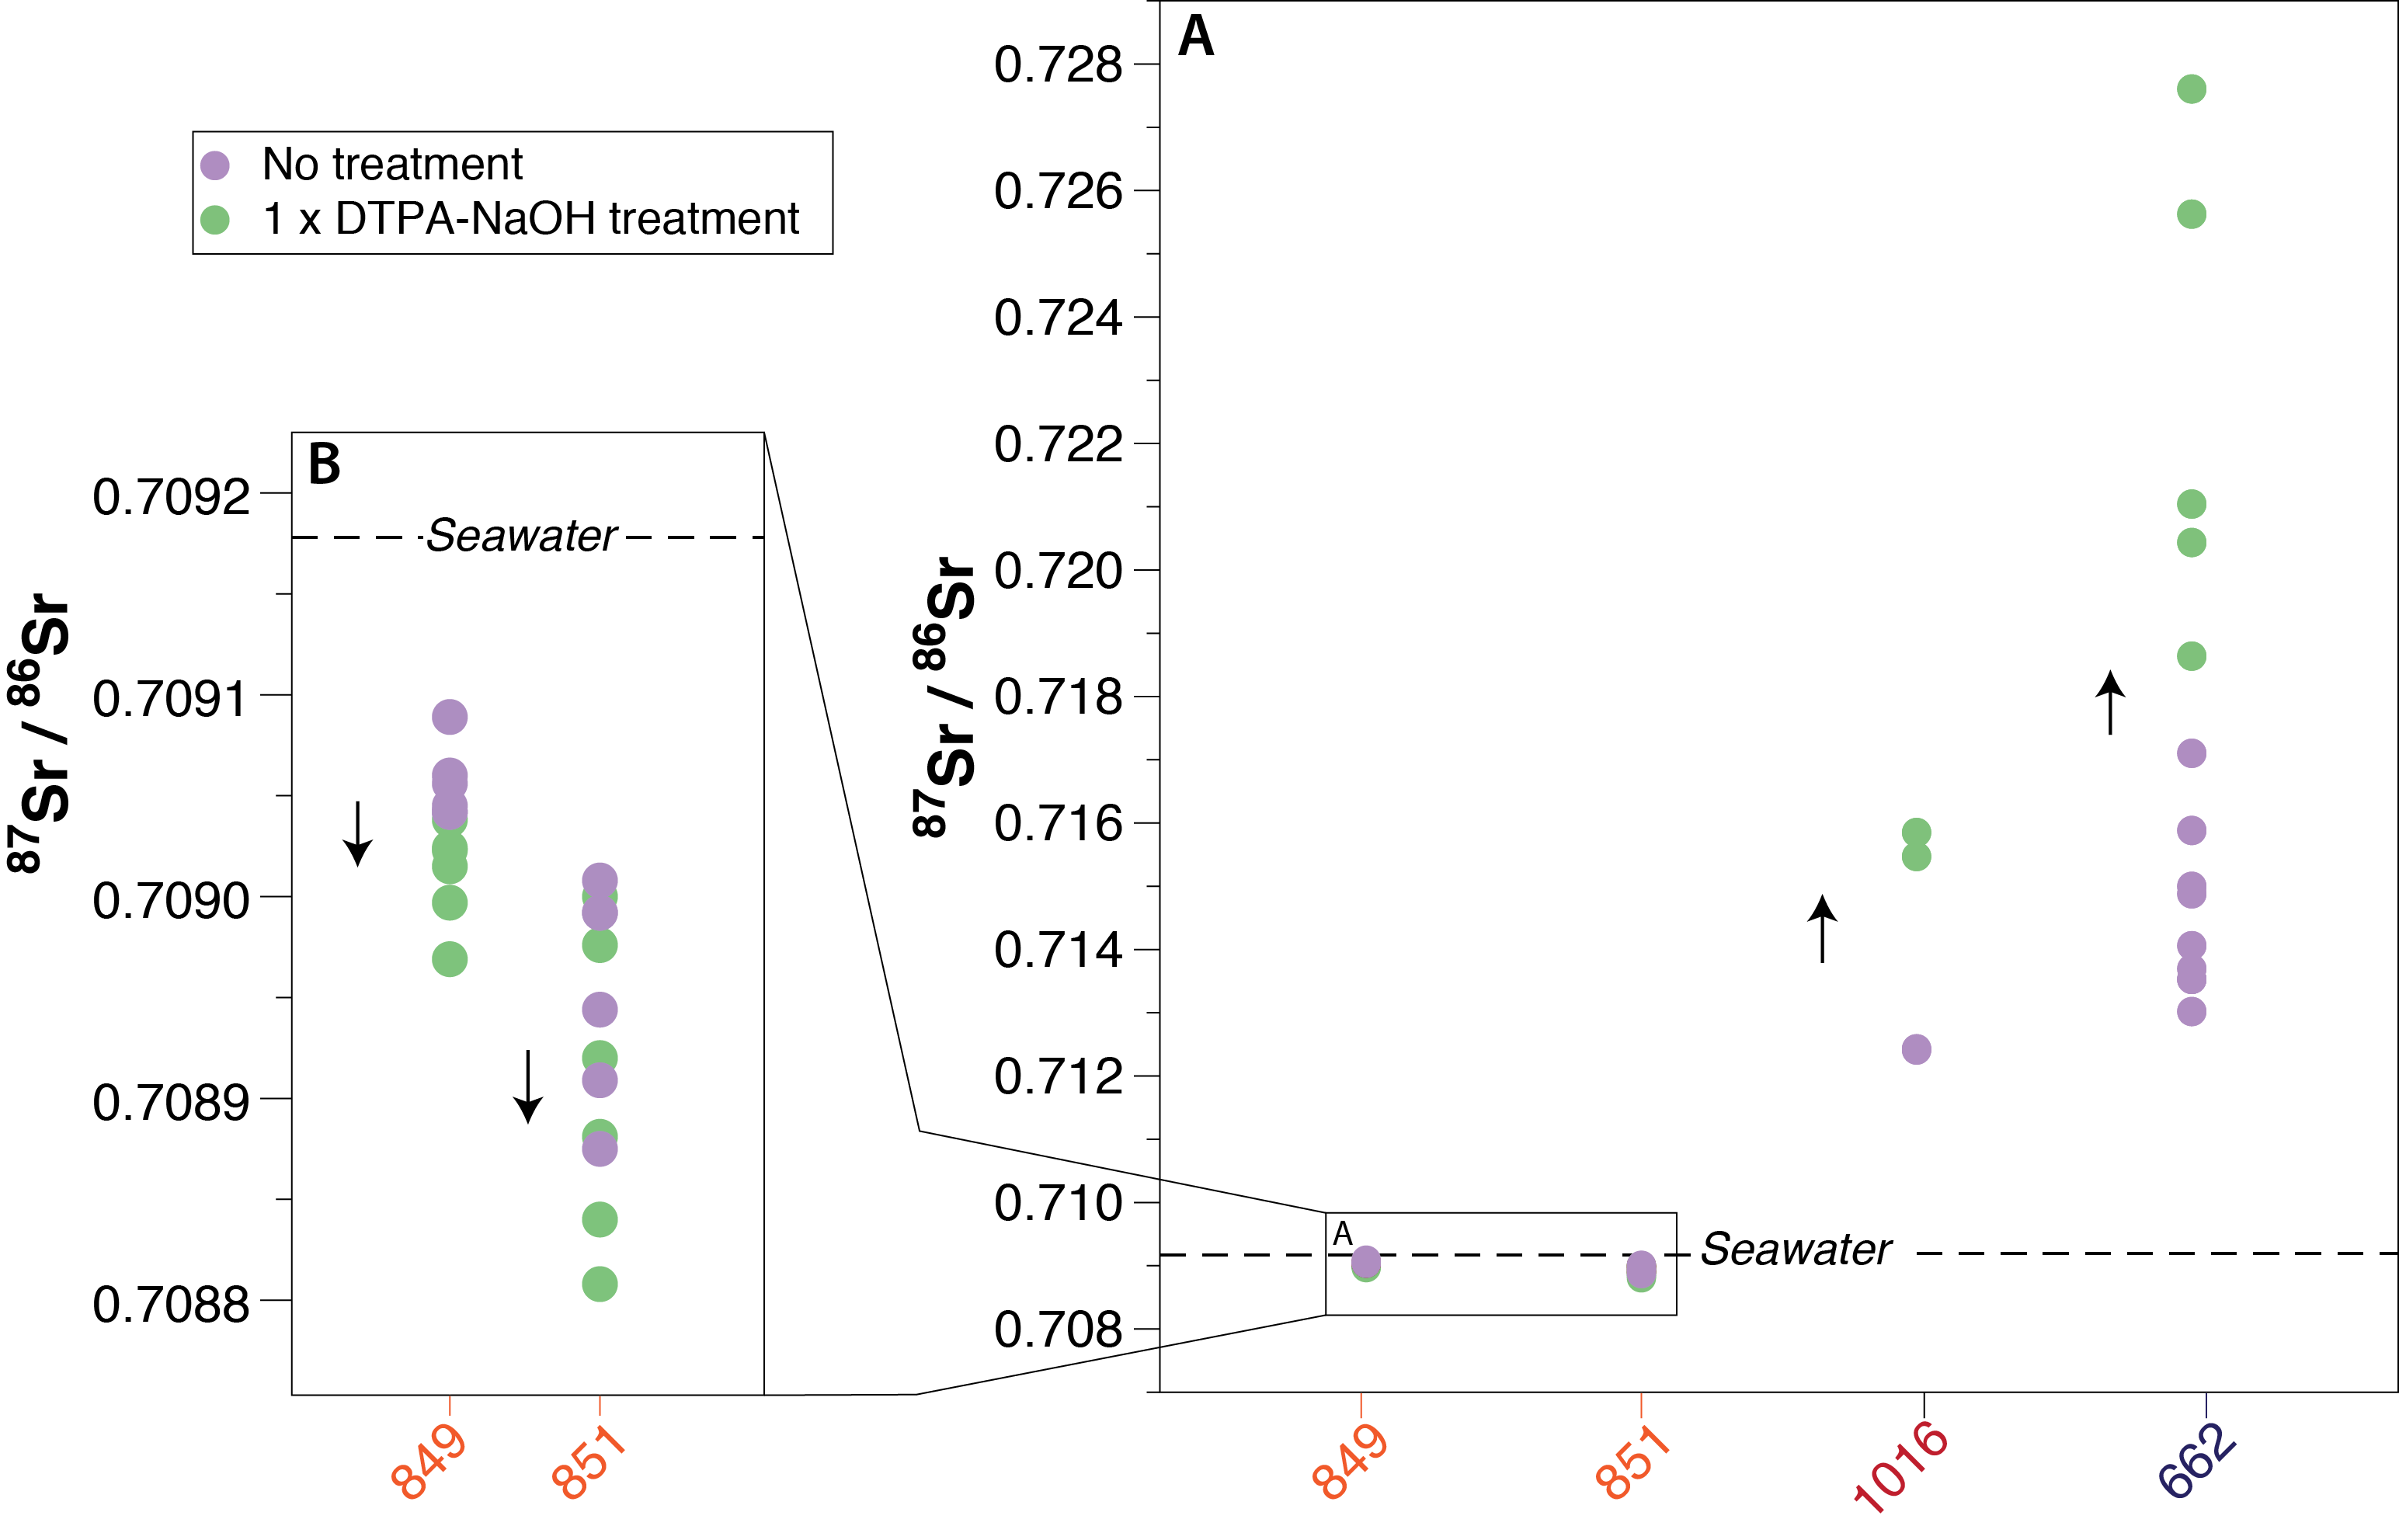 No treatment
1 x DTPA-NaOH treatment
B
0.7092
0.7091
0.7090
0.7089
0.7088
87Sr / 86Sr
Seawater
849
851
A
0.728
0.726
0.724
0.722
0.720
0.718
0.716
0.714
0.712
0.710
0.708
87Sr / 86Sr
A
Seawater
849
851
1016
662